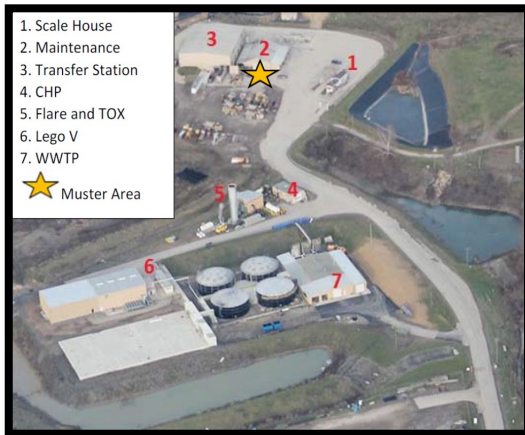 1. Scale House
2. Maintenance
3. Transfer Station
4. CHP
5. Flare and TOX
6. Lego V
7. WWTP
Muster Area
3
2
1
5
4
6
7